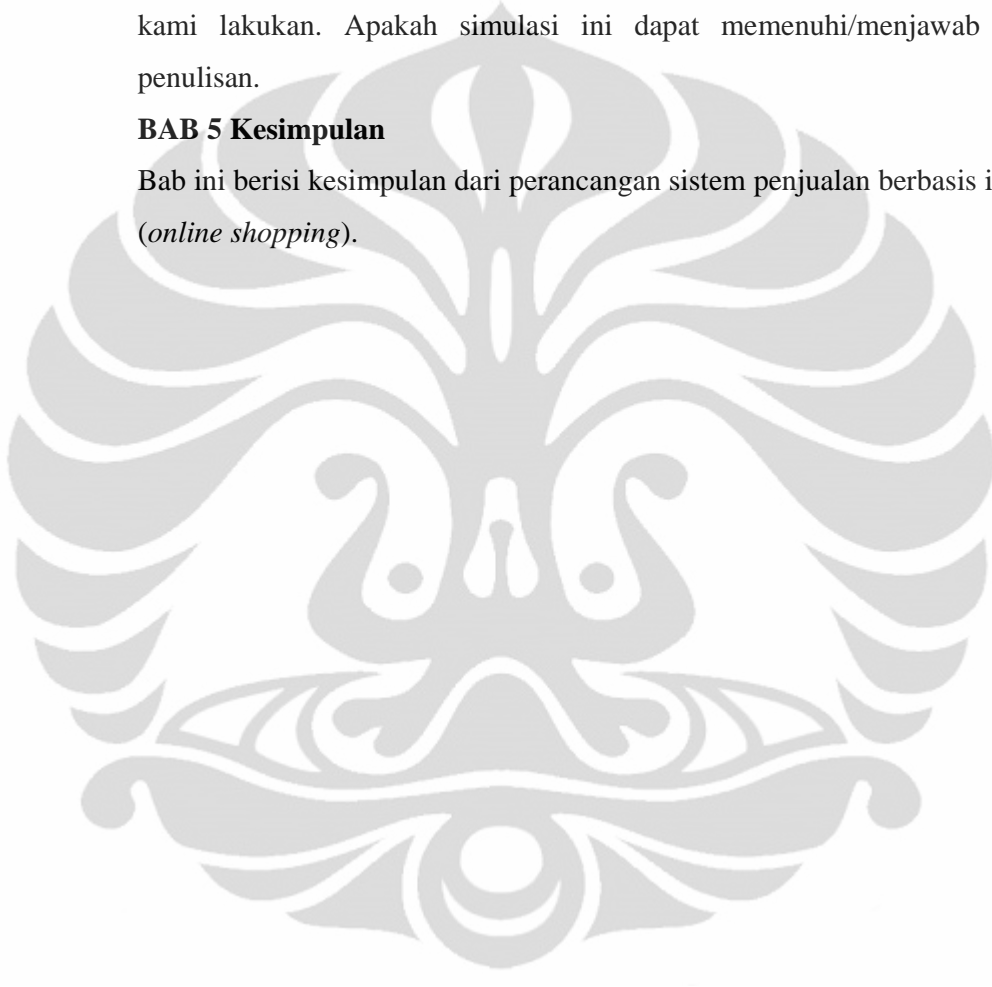 kami lakukan. Apakah simulasi ini dapat memenuhi/menjawab
penulisan.
BAB 5 Kesimpulan
Bab ini berisi kesimpulan dari perancangan sistem penjualan berbasis
(online shopping).